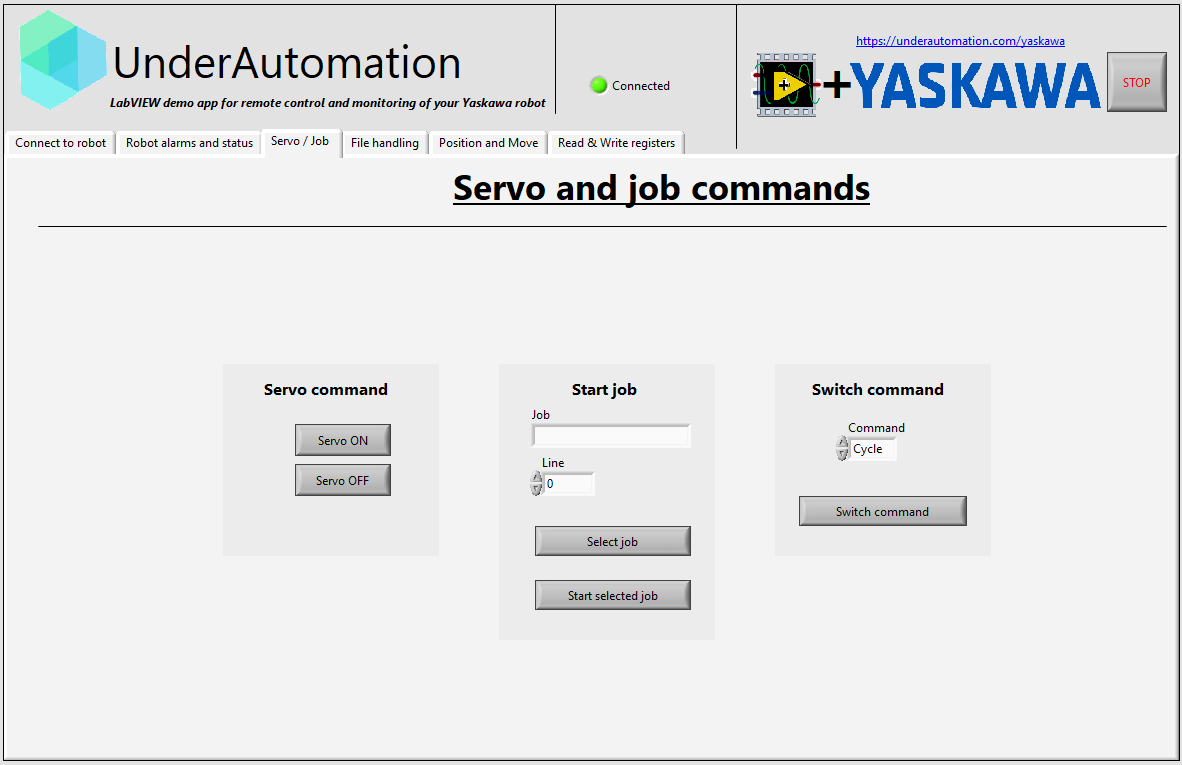 UnderAutomation
LabVIEW demo app for remote control and monitoring of your Yaskawa robot
Connected
https://underautomation.com/yaskawa
+YASKAWA
STOP
Connect to robot
Robot alarms and status
Servo / Job
File handling
Position and Move
Read & Write registers
Servo and job commands
Servo command
Servo ON
Servo OFF
Start job
Job
Line
0
Select job
Start selected job
Switch command
Command
Cycle
Switch command